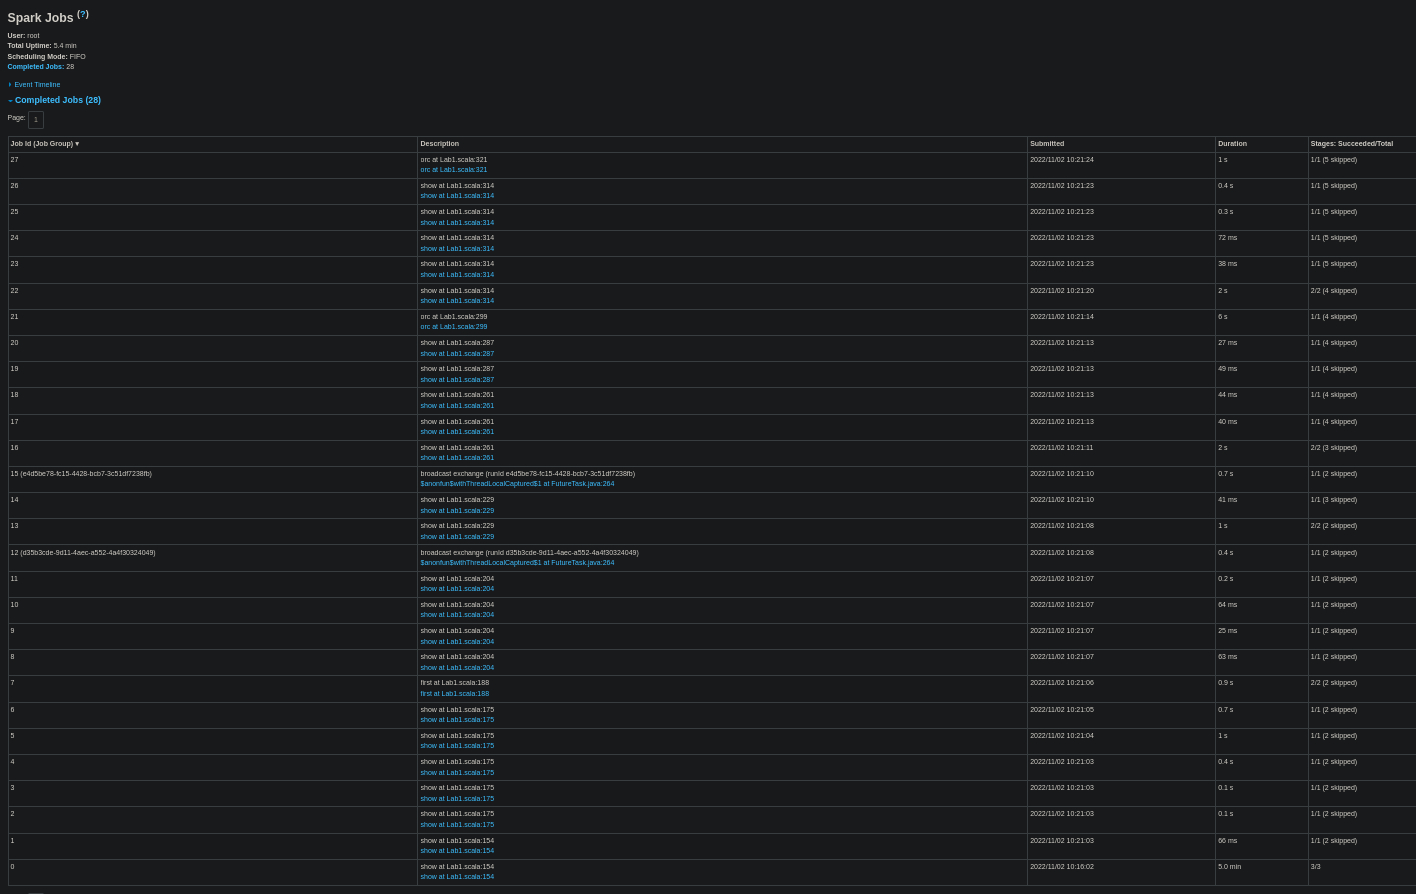 Spark Jobs (?)
User: root
Total Uptime: 5.4 min
Scheduling Mode: FIFO
Completed Jobs: 28
Event Timeline
Completed Jobs (28)
Page: 1
Job Id (Job Group) ▾ Description Submitted Duration Stages: Succeeded/Total
27 orc at Lab1.scala:321 2022/11/02 10:21:24 1 s 1/1 (5 skipped)
orc at Lab1.scala:321
26 show at Lab1.scala:314 2022/11/02 10:21:23 0.4 s 1/1 (5 skipped)
show at Lab1.scala:314
25 show at Lab1.scala:314 2022/11/02 10:21:23 0.3 s 1/1 (5 skipped)
show at Lab1.scala:314
24 show at Lab1.scala:314 2022/11/02 10:21:23 72 ms 1/1 (5 skipped)
show at Lab1.scala:314
23 show at Lab1.scala:314 2022/11/02 10:21:23 38 ms 1/1 (5 skipped)
show at Lab1.scala:314
22 show at Lab1.scala:314 2022/11/02 10:21:20 2 s 2/2 (4 skipped)
show at Lab1.scala:314
21 orc at Lab1.scala:299 2022/11/02 10:21:14 6 s 1/1 (4 skipped)
orc at Lab1.scala:299
20 show at Lab1.scala:287 2022/11/02 10:21:13 27 ms 1/1 (4 skipped)
show at Lab1.scala:287
19 show at Lab1.scala:287 2022/11/02 10:21:13 49 ms 1/1 (4 skipped)
show at Lab1.scala:287
18 show at Lab1.scala:261 2022/11/02 10:21:13 44 ms 1/1 (4 skipped)
show at Lab1.scala:261
17 show at Lab1.scala:261 2022/11/02 10:21:13 40 ms 1/1 (4 skipped)
show at Lab1.scala:261
16 show at Lab1.scala:261 2022/11/02 10:21:11 2 s 2/2 (3 skipped)
show at Lab1.scala:261
15 (e4d5be78-fc15-4428-bcb7-3c51df7238fb) broadcast exchange (runId e4d5be78-fc15-4428-bcb7-3c51df7238fb) 2022/11/02 10:21:10 0.7 s 1/1 (2 skipped)
$anonfun$withThreadLocalCaptured$1 at FutureTask.java:264
14 show at Lab1.scala:229 2022/11/02 10:21:10 41 ms 1/1 (3 skipped)
show at Lab1.scala:229
13 show at Lab1.scala:229 2022/11/02 10:21:08 1 s 2/2 (2 skipped)
show at Lab1.scala:229
12 (d35b3cde-9d11-4aec-a552-4a4f30324049) broadcast exchange (runId d35b3cde-9d11-4aec-a552-4a4f30324049) 2022/11/02 10:21:08 0.4 s 1/1 (2 skipped)
$anonfun$withThreadLocalCaptured$1 at FutureTask.java:264
11 show at Lab1.scala:204 2022/11/02 10:21:07 0.2 s 1/1 (2 skipped)
show at Lab1.scala:204
10 show at Lab1.scala:204 2022/11/02 10:21:07 64 ms 1/1 (2 skipped)
show at Lab1.scala:204
9 show at Lab1.scala:204 2022/11/02 10:21:07 25 ms 1/1 (2 skipped)
show at Lab1.scala:204
8 show at Lab1.scala:204 2022/11/02 10:21:07 63 ms 1/1 (2 skipped)
show at Lab1.scala:204
7 first at Lab1.scala:188 2022/11/02 10:21:06 0.9 s 2/2 (2 skipped)
first at Lab1.scala:188
6 show at Lab1.scala:175 2022/11/02 10:21:05 0.7 s 1/1 (2 skipped)
show at Lab1.scala:175
5 show at Lab1.scala:175 2022/11/02 10:21:04 1 s 1/1 (2 skipped)
show at Lab1.scala:175
4 show at Lab1.scala:175 2022/11/02 10:21:03 0.4 s 1/1 (2 skipped)
show at Lab1.scala:175
3 show at Lab1.scala:175 2022/11/02 10:21:03 0.1 s 1/1 (2 skipped)
show at Lab1.scala:175
2 show at Lab1.scala:175 2022/11/02 10:21:03 0.1 s 1/1 (2 skipped)
show at Lab1.scala:175
1 show at Lab1.scala:154 2022/11/02 10:21:03 66 ms 1/1 (2 skipped)
show at Lab1.scala:154
0 show at Lab1.scala:154 2022/11/02 10:16:02 5.0 min 3/3
show at Lab1.scala:154